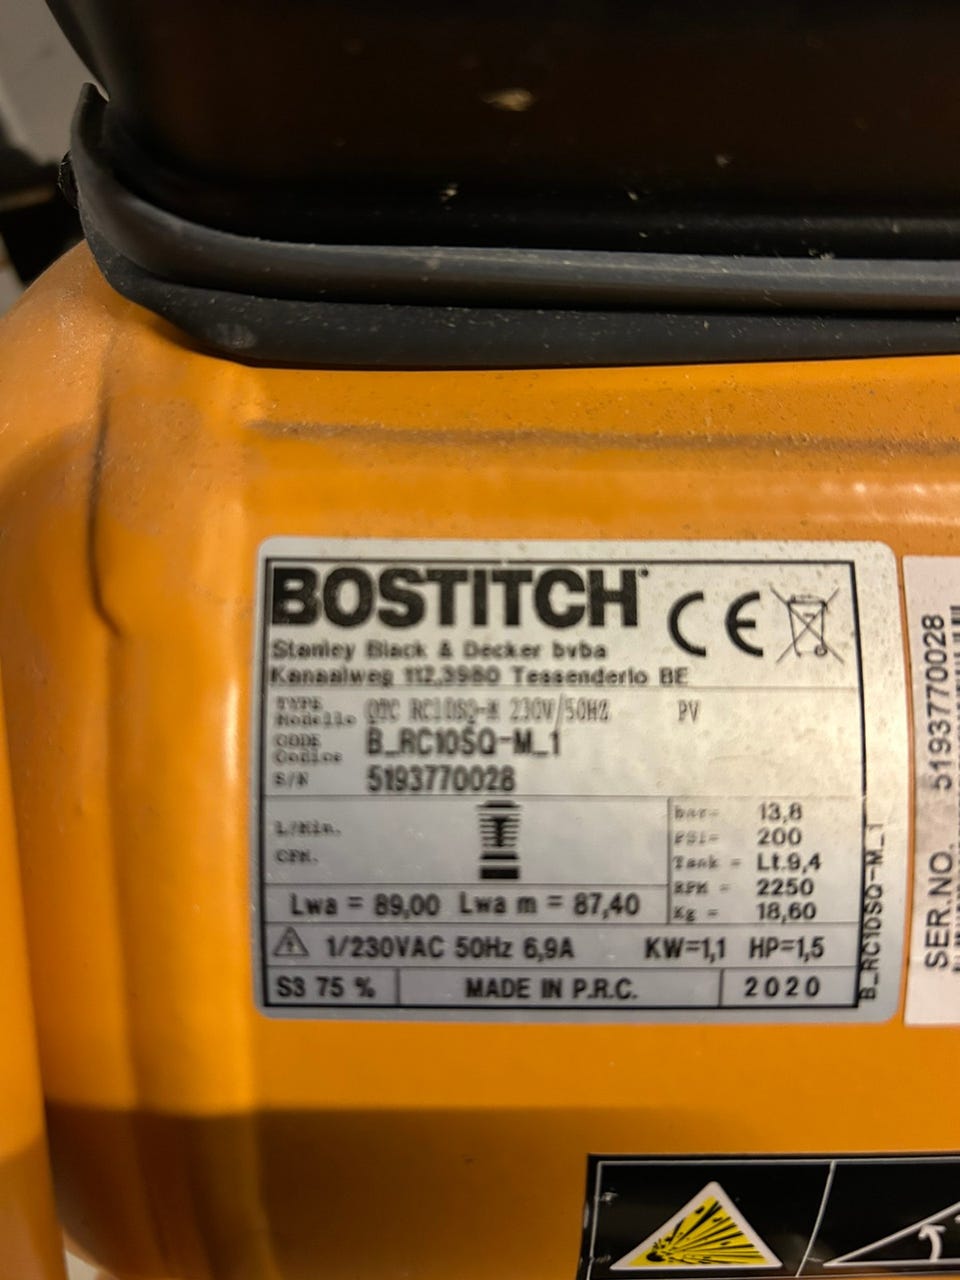 BOSTITCH
CE
Stanley Black & Decker bvba
Kanaalweg 112,3980 Tessenderlo BE
TYPE
Modello RC10SQ-M 230V/50HZ PV
CODE
Codice B_RC10SQ-M_1
S/N 5193770028
L/Min.
CFM.
bar= 13,8
PSI= 200
Tank = Lt.9,4
RPM = 2250
Kg = 18,60
Lwa = 89,00 Lwa m = 87,40
1/230VAC 50Hz 6,9A KW=1,1 HP=1,5
S3 75 % MADE IN P.R.C. 2020
B_RC10SQ-M_1
SER.NO. 5193770028